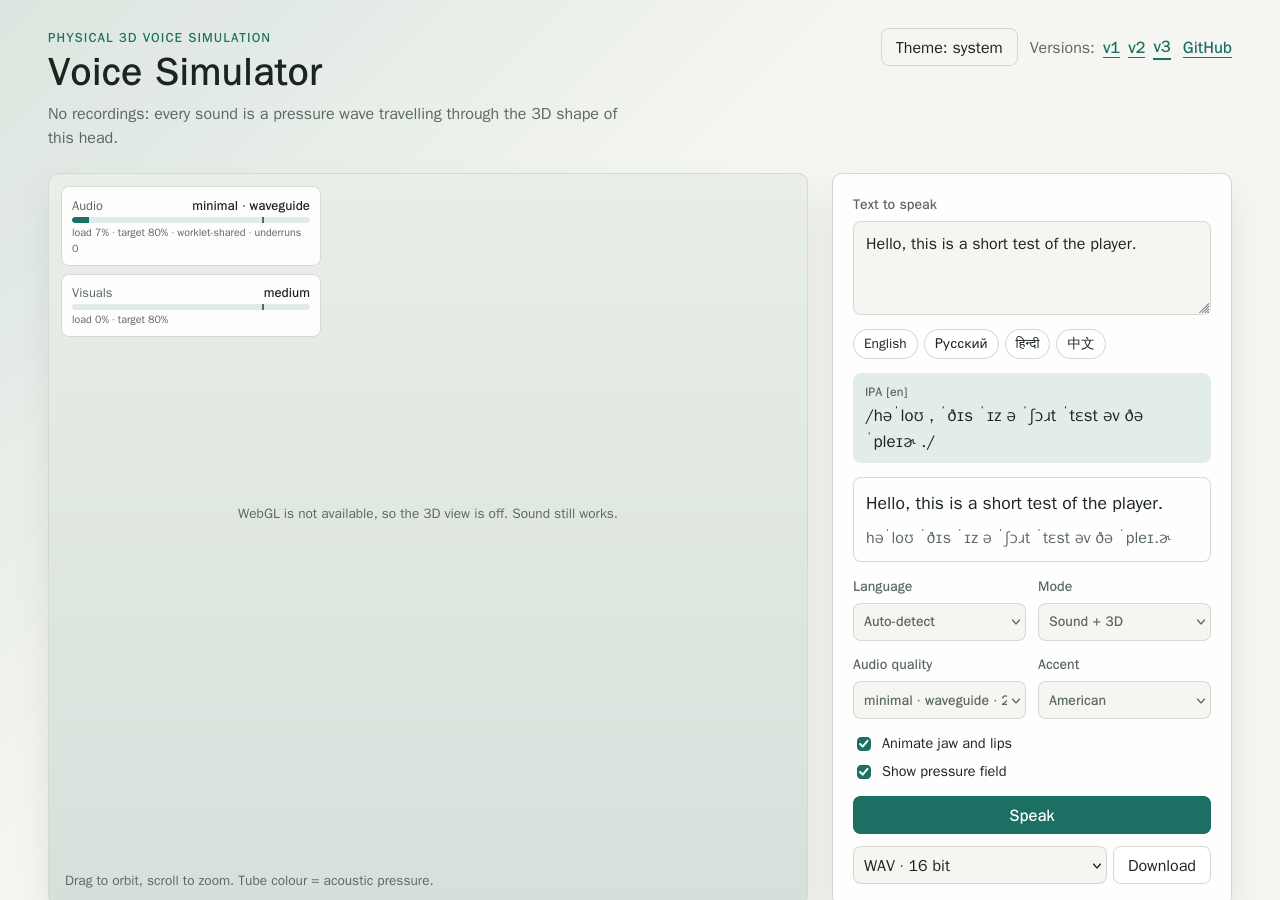 PHYSICAL 3D VOICE SIMULATION
Voice Simulator
No recordings: every sound is a pressure wave travelling through the 3D shape of
this head.
Theme: system
Versions: v1 v2 v3 GitHub
Audio minimal · waveguide
load 7% · target 80% · worklet-shared · underruns
0
Visuals medium
load 0% · target 80%
WebGL is not available, so the 3D view is off. Sound still works.
Drag to orbit, scroll to zoom. Tube colour = acoustic pressure.
Text to speak
Hello, this is a short test of the player.
English Русский हिन्दी 中文
IPA [en]
/həˈloʊ , ˈðɪs ˈɪz ə ˈʃɔɹt ˈtɛst əv ðə
ˈpleɪɚ ./
Hello, this is a short test of the player.
həˈloʊ ˈðɪs ˈɪz ə ˈʃɔɹt ˈtɛst əv ðə ˈpleɪ.ɚ
Language Mode
Auto-detect Sound + 3D
Audio quality Accent
minimal · waveguide · American
Animate jaw and lips
Show pressure field
Speak
WAV · 16 bit Download